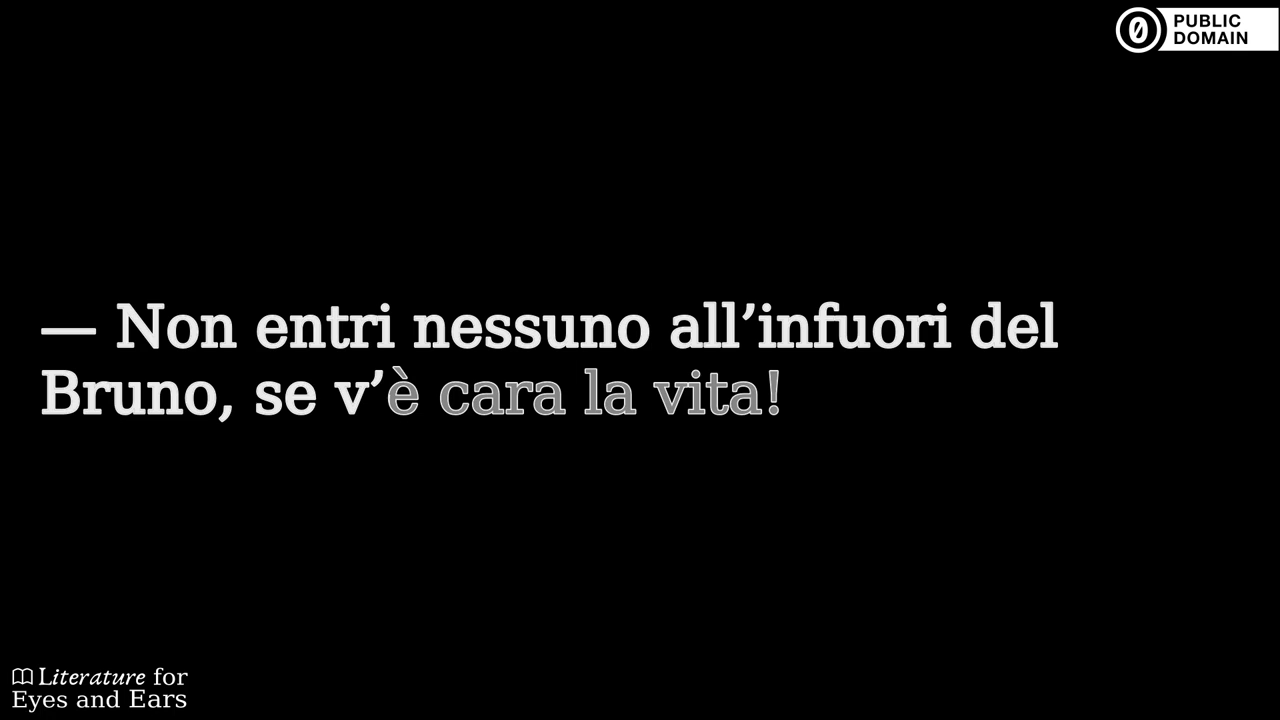 PUBLIC
DOMAIN
— Non entri nessuno all’infuori del
Bruno, se v’è cara la vita!
Literature for
Eyes and Ears